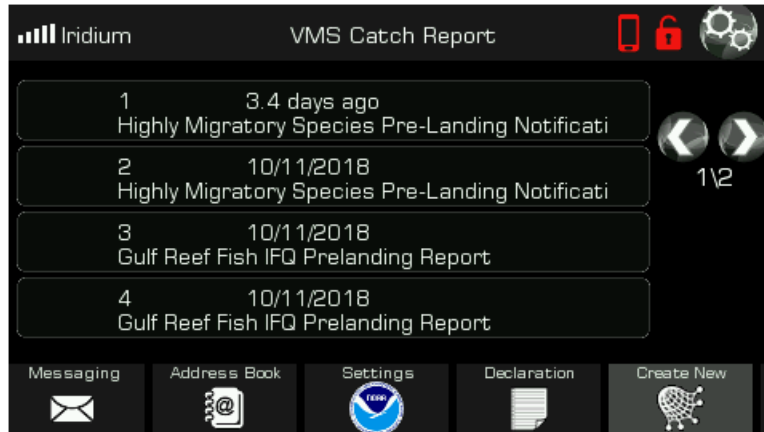 Iridium VMS Catch Report
1 3.4 days ago
Highly Migratory Species Pre-Landing Notificati
2 10/11/2018
Highly Migratory Species Pre-Landing Notificati
1\2
3 10/11/2018
Gulf Reef Fish IFQ Prelanding Report
4 10/11/2018
Gulf Reef Fish IFQ Prelanding Report
Messaging Address Book Settings Declaration Create New
@
NOAA